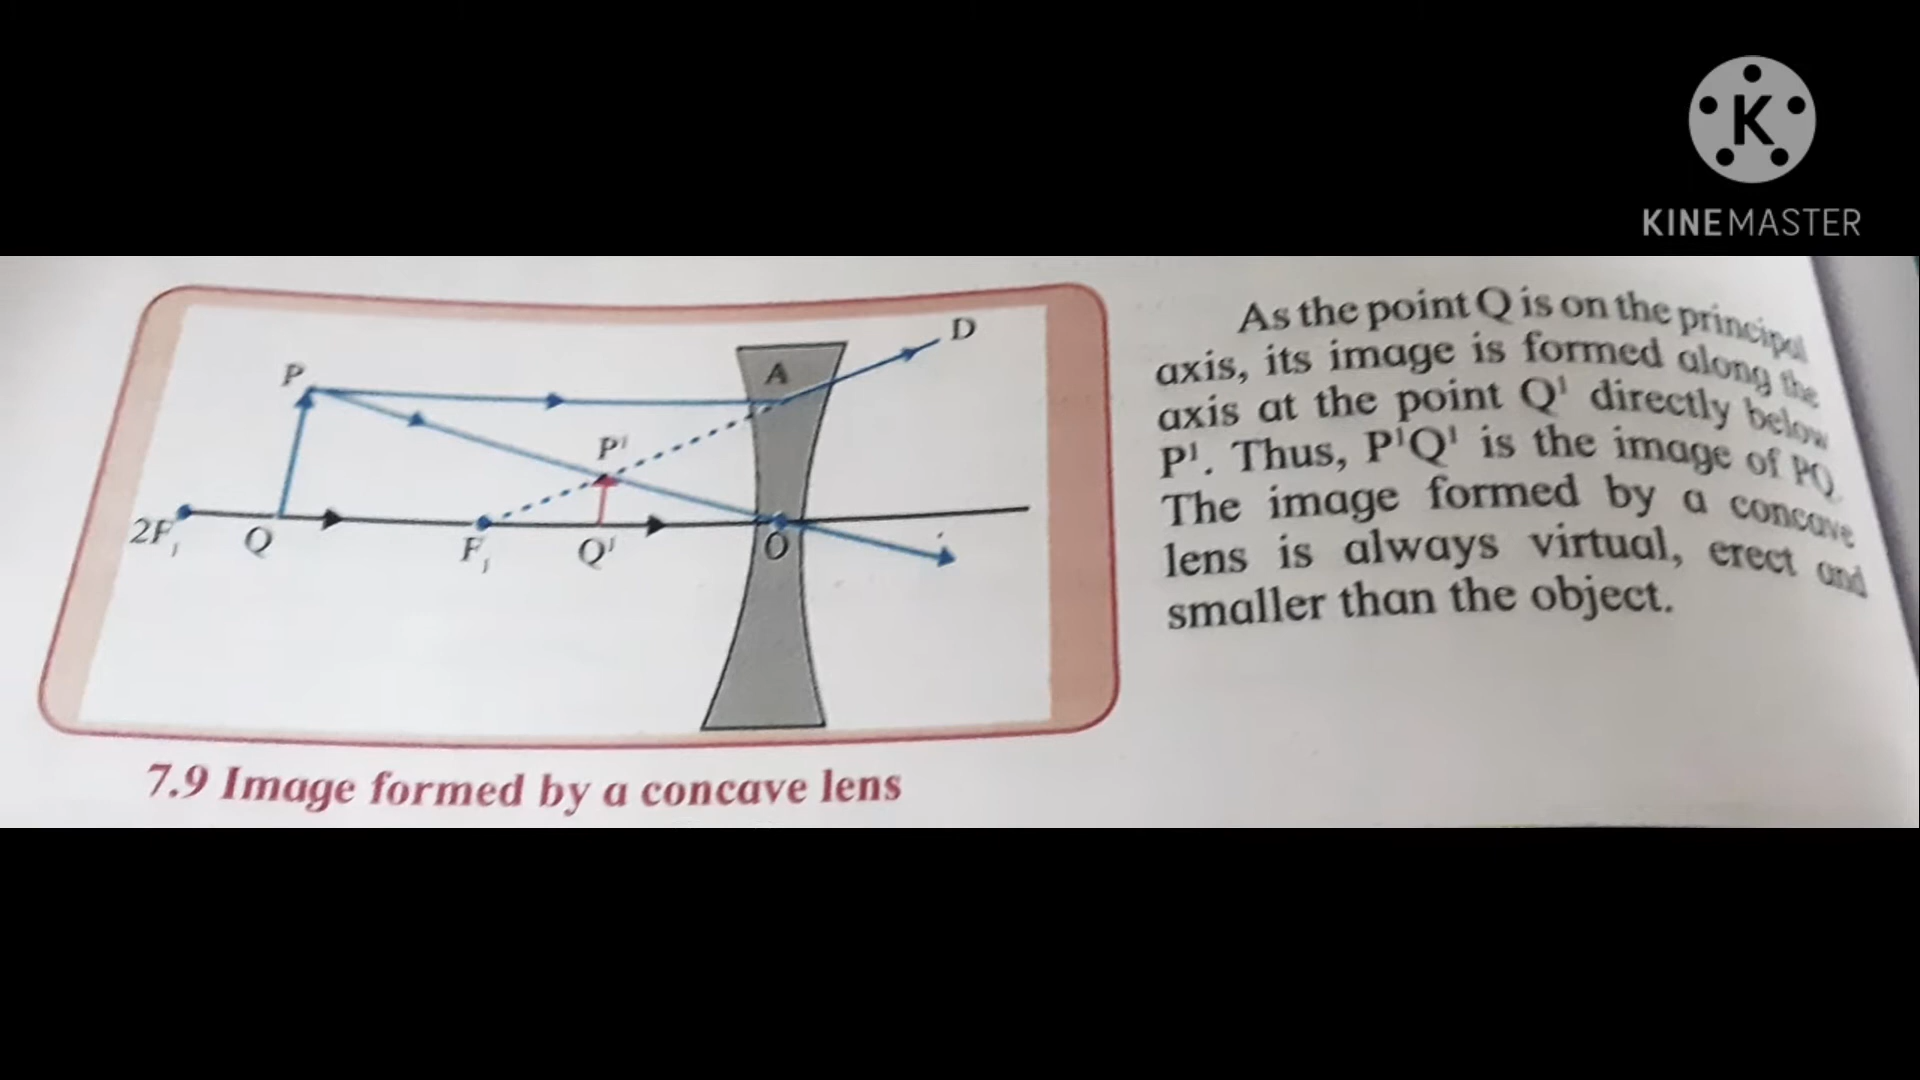 K
KINEMASTER
D
A
P
P'
2F₁
Q
F₁
Q'
O
7.9 Image formed by a concave lens
As the point Q is on the principal
axis, its image is formed along the
axis at the point Q' directly below
P'. Thus, P'Q' is the image of PQ.
The image formed by a concave
lens is always virtual, erect and
smaller than the object.